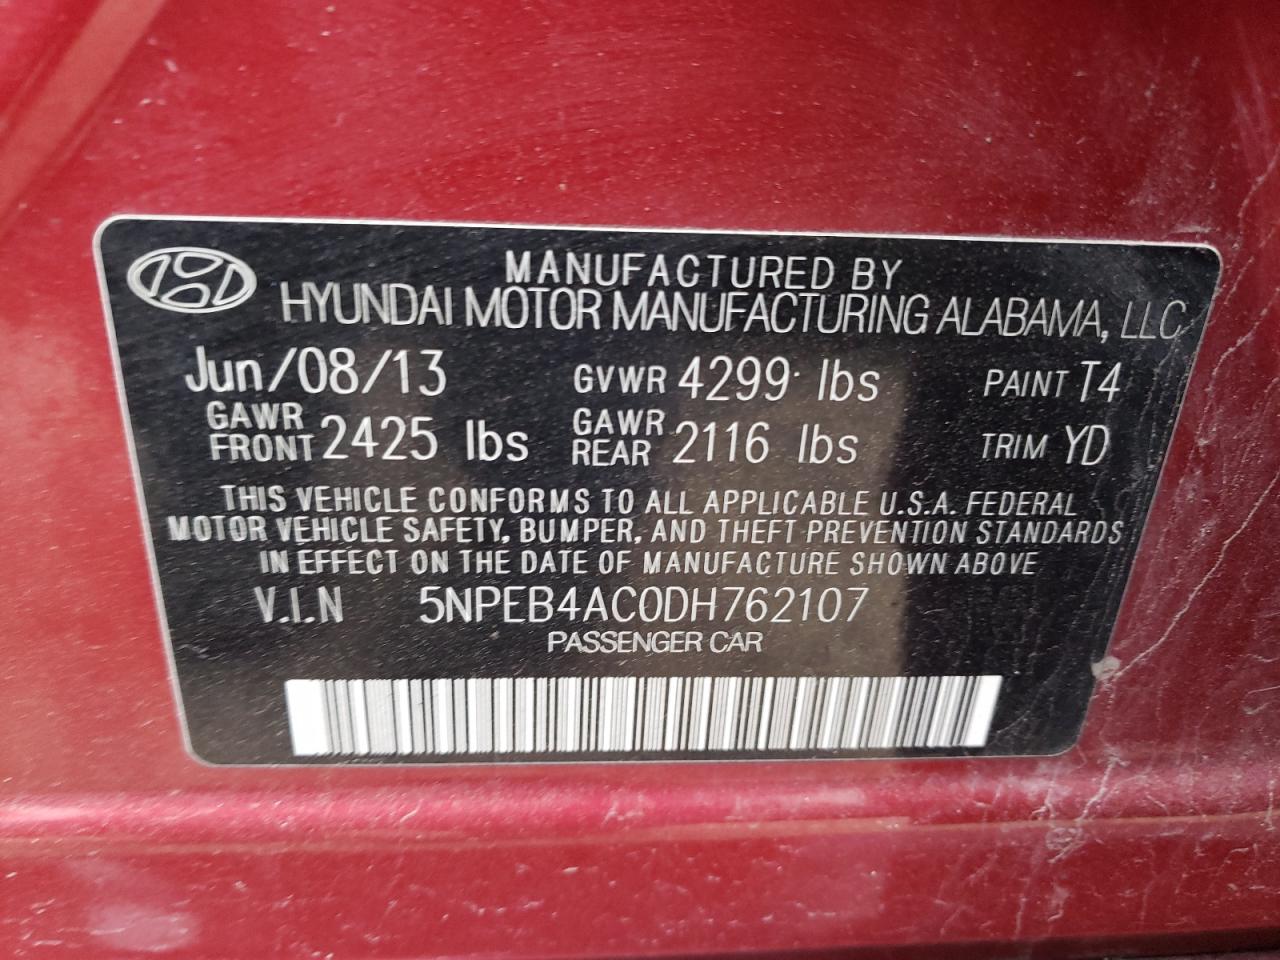 MANUFACTURED BY
HYUNDAI MOTOR MANUFACTURING ALABAMA, LLC
Jun/08/13 GVWR 4299 lbs PAINT T4
GAWR FRONT 2425 lbs GAWR REAR 2116 lbs TRIM YD
THIS VEHICLE CONFORMS TO ALL APPLICABLE U.S.A. FEDERAL
MOTOR VEHICLE SAFETY, BUMPER, AND THEFT PREVENTION STANDARDS
IN EFFECT ON THE DATE OF MANUFACTURE SHOWN ABOVE
V.I.N 5NPEB4AC0DH762107
PASSENGER CAR